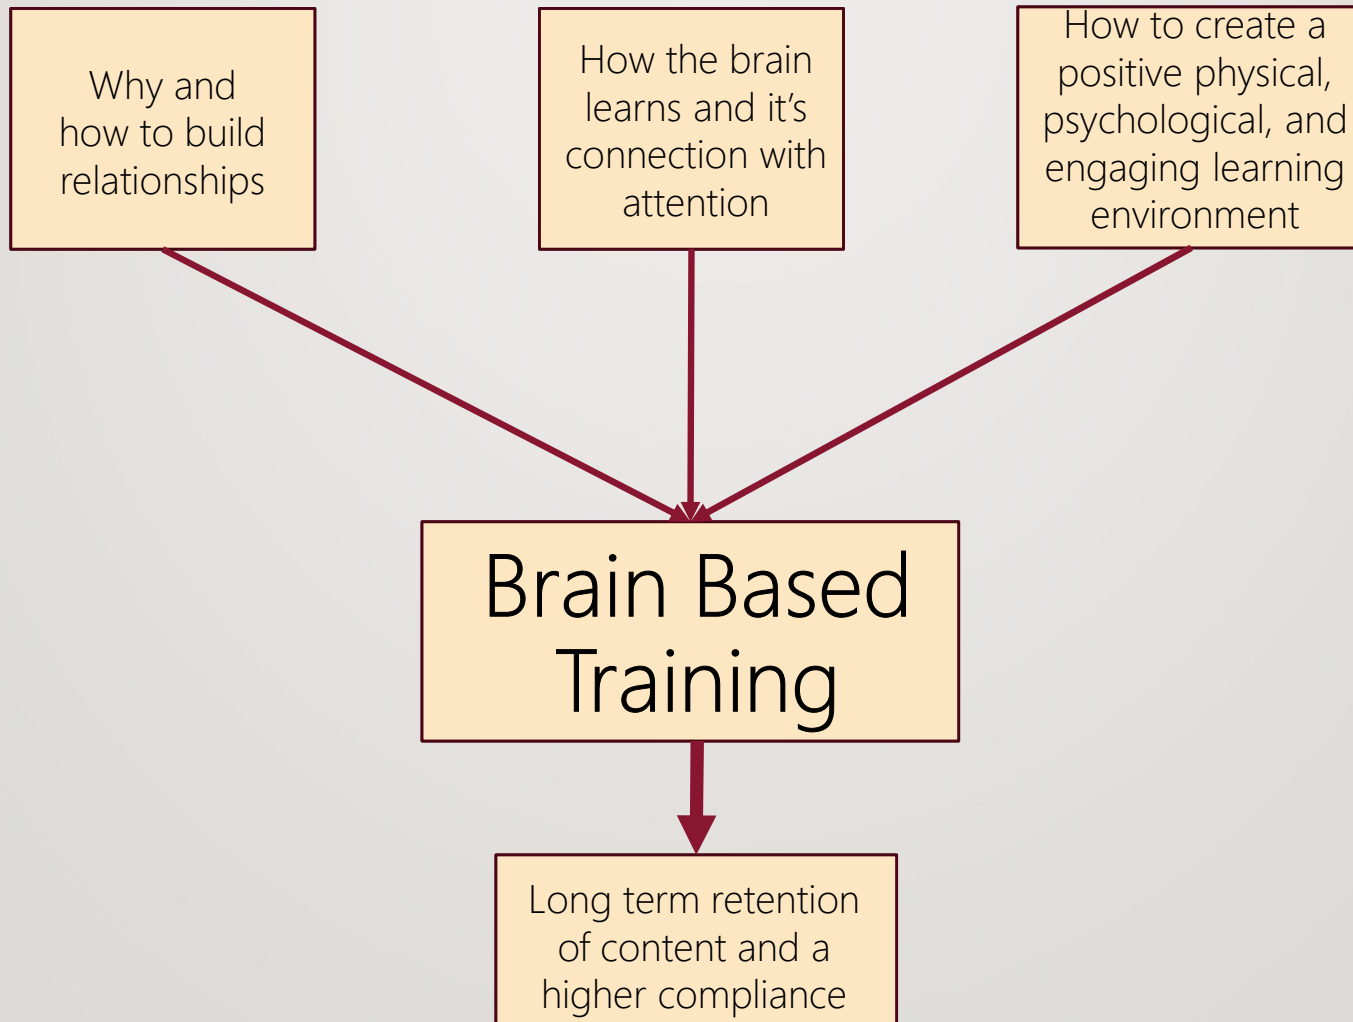 Why and
how to build
relationships
How the brain
learns and it’s
connection with
attention
How to create a
positive physical,
psychological, and
engaging learning
environment
Brain Based
Training
Long term retention
of content and a
higher compliance